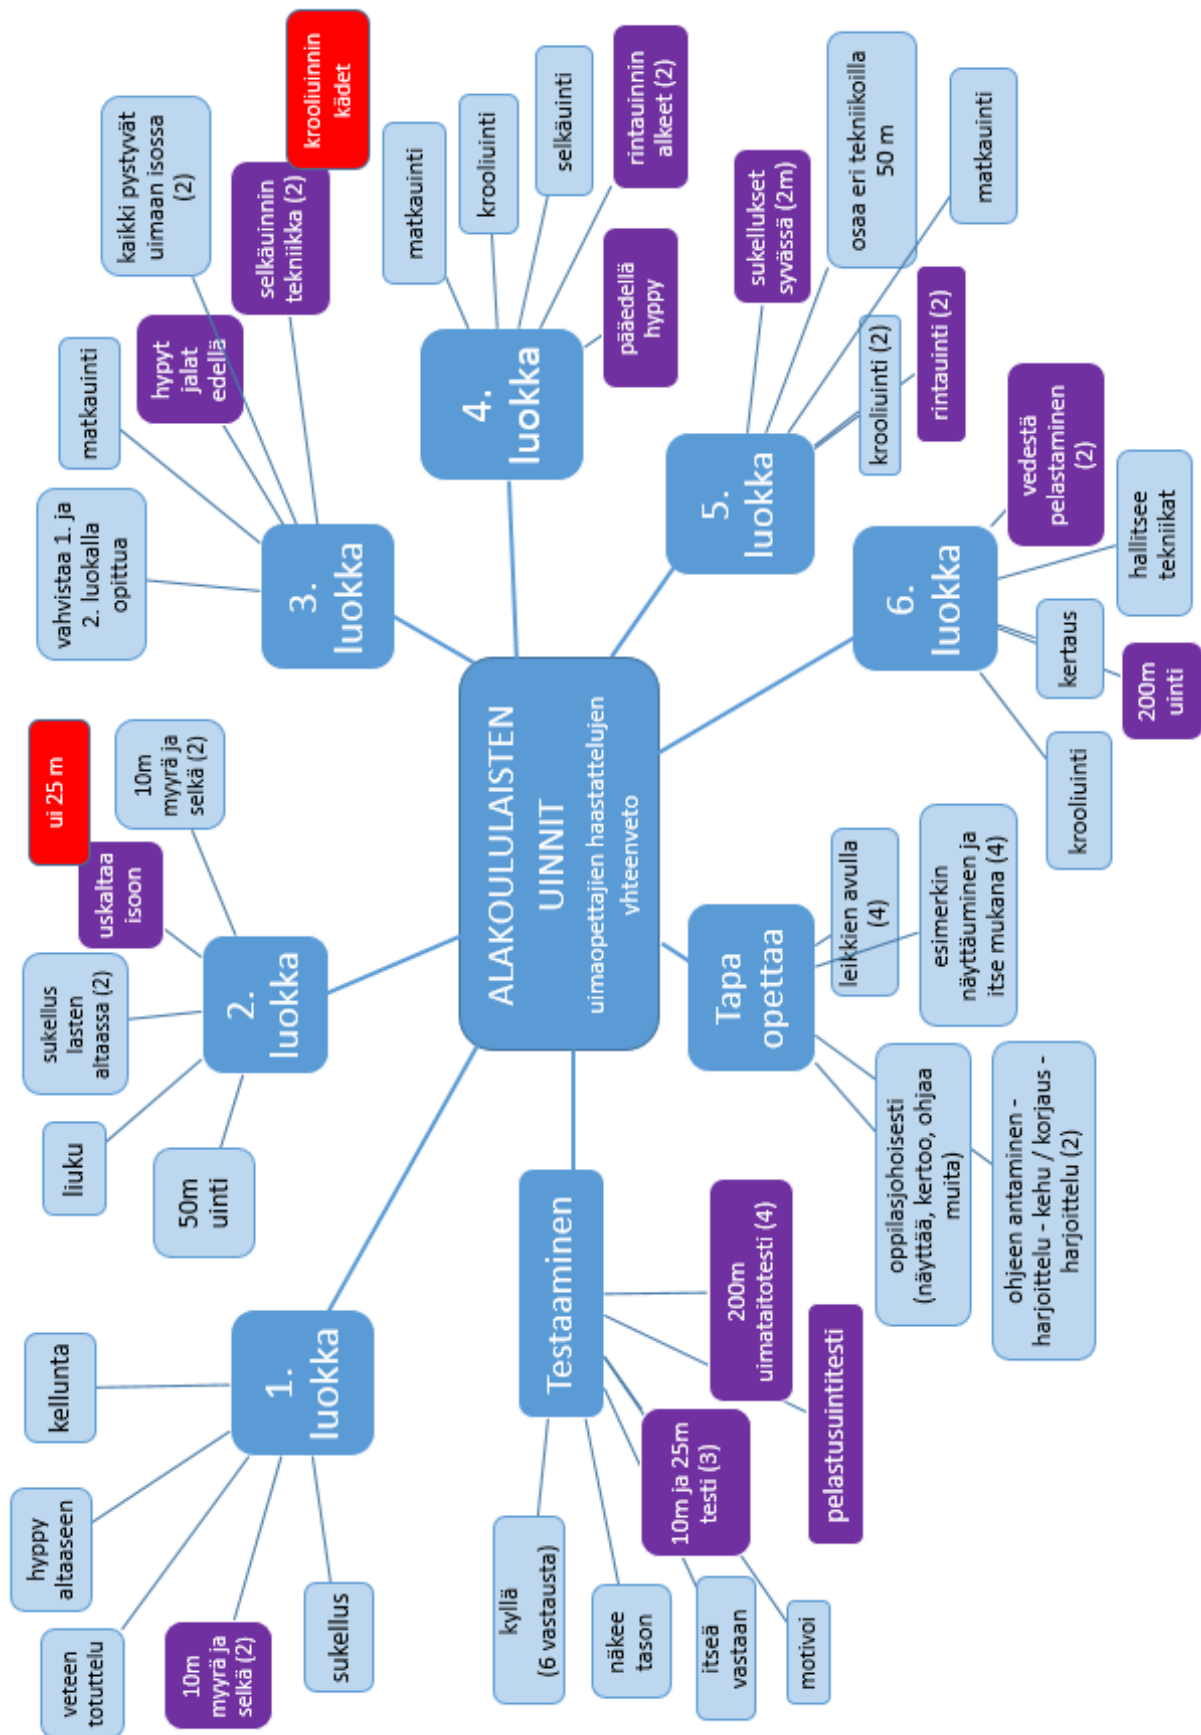 ALAKOULULAISTEN
UINNIT
uimaopettajien haastattelujen
yhteenveto
1.
luokka
kellunta
hyppy
altaaseen
veteen
totuttelu
10m
myyrä ja
selkä (2)
sukellus
2.
luokka
50m
uinti
liuku
sukellus
lasten
altaassa (2)
uskaltaa
isoon
ui 25 m
10m
myyrä ja
selkä (2)
3.
luokka
vahvistaa 1. ja
2. luokalla
opittua
matkauinti
hypyt
jalat
edellä
kaikki pystyvät
uimaan isossa
(2)
selkäuinnin
tekniikka (2)
krooliuinnin
kädet
4.
luokka
matkauinti
krooliuinti
selkäuinti
rintauinnin
alkeet (2)
pääedellä
hyppy
5.
luokka
sukellukset
syvässä (2m)
osaa eri tekniikoilla
50 m
matkauinti
krooliuinti (2)
rintauinti (2)
6.
luokka
vedestä
pelastaminen
(2)
hallitsee
tekniikat
kertaus
200m
uinti
krooliuinti
Tapa
opettaa
leikkien avulla
(4)
esimerkin
näyttäuminen ja
itse mukana (4)
oppilasjohoisesti
(näyttää, kertoo, ohjaa
muita)
ohjeen antaminen -
harjoittelu - kehu / korjaus -
harjoittelu (2)
Testaaminen
kyllä
(6 vastausta)
näkee
tason
10m ja 25m
testi (3)
itseä
vastaan
motivoi
200m
uimataitotesti (4)
pelastusuintitesti